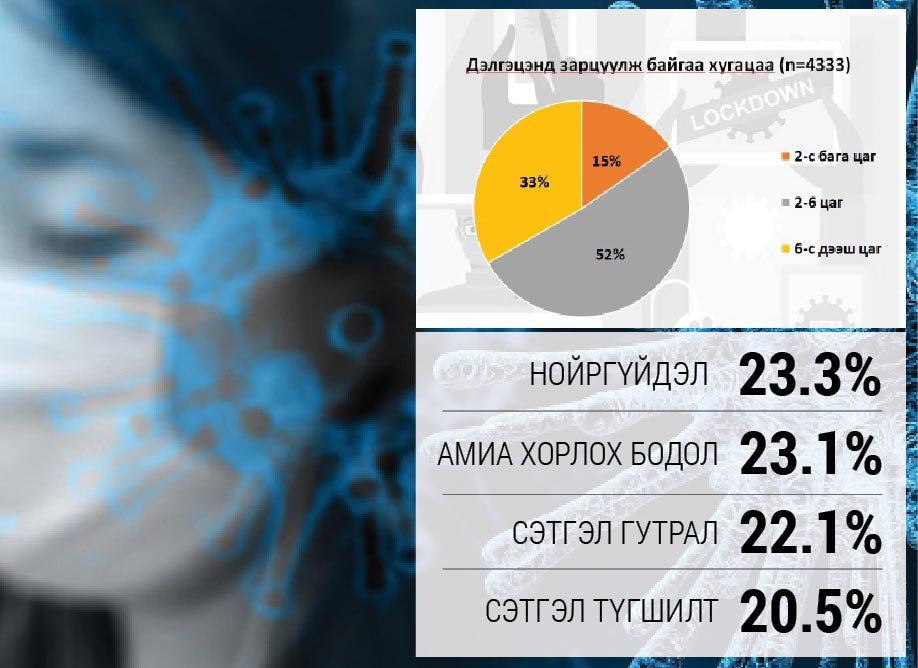 Дэлгэцэнд зарцуулж байгаа хугацаа (n=4333)
LOCKDOWN
15%
33%
52%
2-с бага цаг
2-6 цаг
6-с дээш цаг
НОЙРГҮЙДЭЛ 23.3%
АМИА ХОРЛОХ БОДОЛ 23.1%
СЭТГЭЛ ГУТРАЛ 22.1%
СЭТГЭЛ ТҮГШИЛТ 20.5%